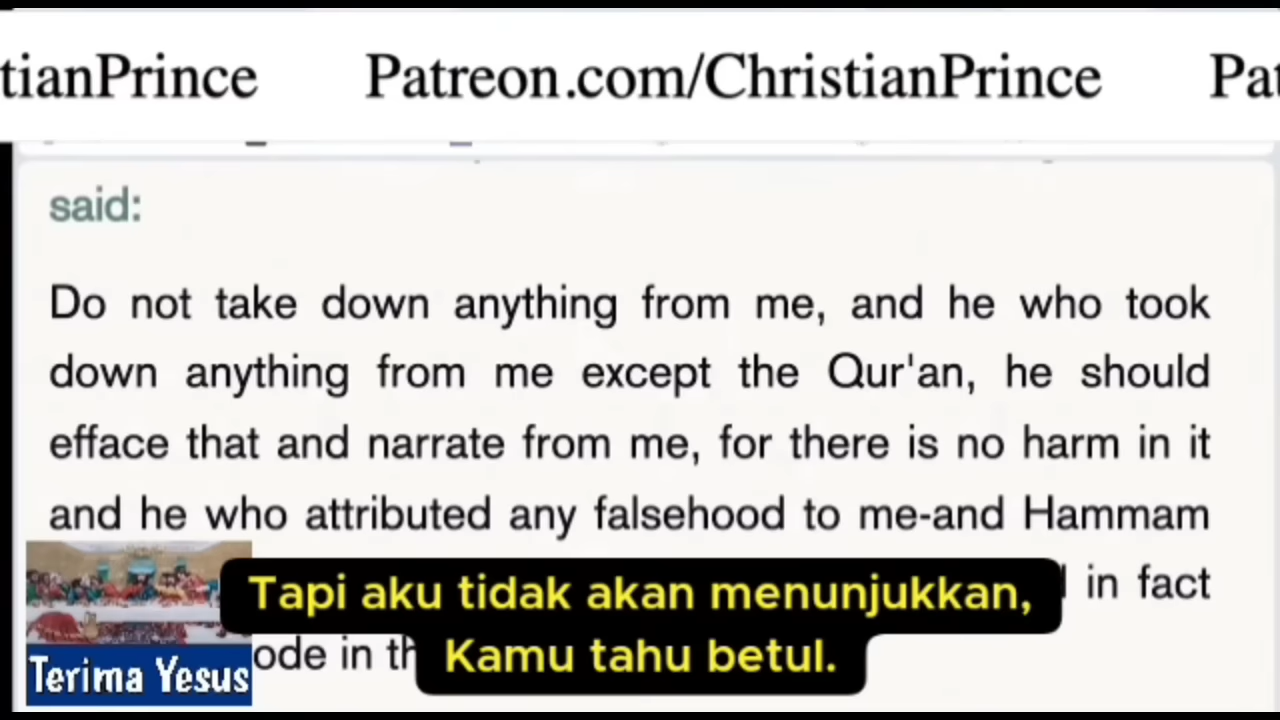 tianPrince Patreon.com/ChristianPrince Pat
said:
Do not take down anything from me, and he who took
down anything from me except the Qur'an, he should
efface that and narrate from me, for there is no harm in it
and he who attributed any falsehood to me-and Hammam
in fact
ode in th
Tapi aku tidak akan menunjukkan,
Kamu tahu betul.
Terima Yesus